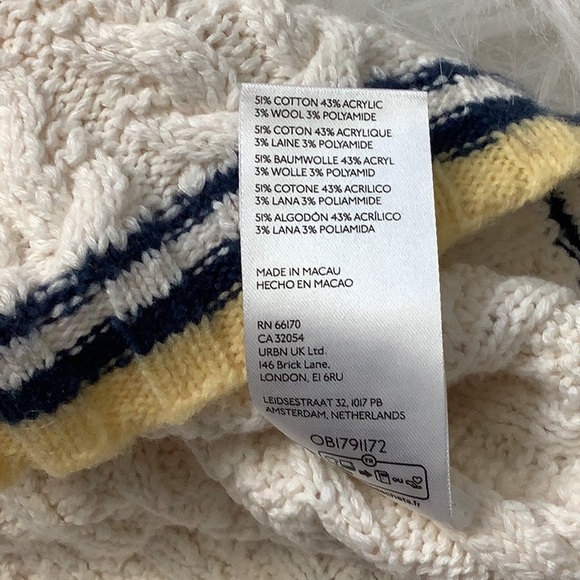 51% COTTON 43% ACRYLIC
3% WOOL 3% POLYAMIDE
51% COTON 43% ACRYLIQUE
3% LAINE 3% POLYAMIDE
51% BAUMWOLLE 43% ACRYL
3% WOLLE 3% POLYAMID
51% COTONE 43% ACRILICO
3% LANA 3% POLIAMMIDE
51% ALGODÓN 43% ACRÍLICO
3% LANA 3% POLIAMIDA
MADE IN MACAU
HECHO EN MACAO
RN 66170
CA 32054
URBN UK Ltd.
146 Brick Lane,
LONDON, E1 6RU
LEIDSESTRAAT 32, 1017 PB
AMSTERDAM, NETHERLANDS
OB1791172
FR
OU